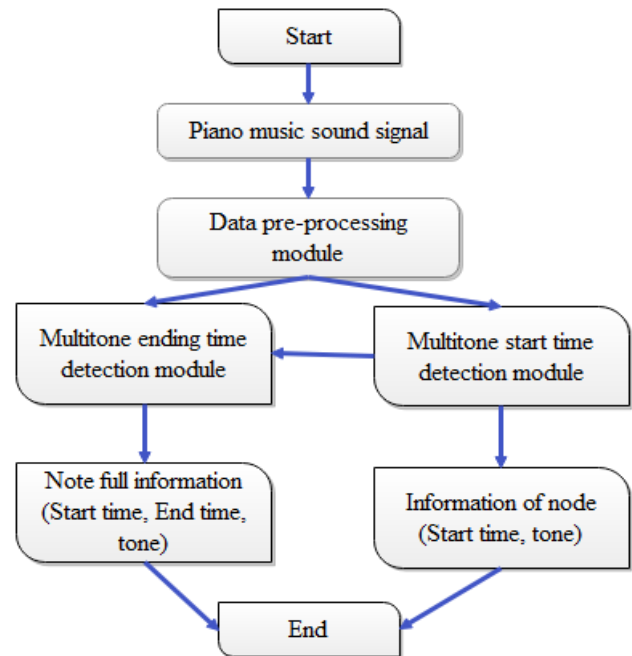 Start
Piano music sound signal
Data pre-processing
module
Multitone ending time
detection module
Multitone start time
detection module
Note full information
(Start time, End time,
tone)
Information of node
(Start time, tone)
End